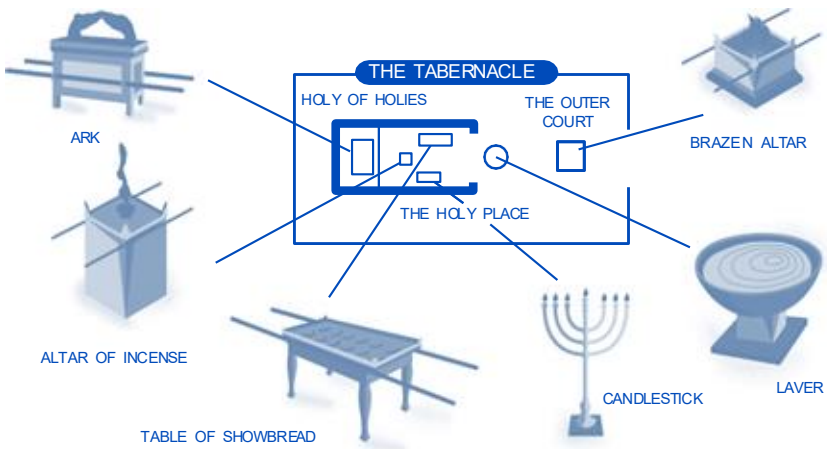 THE TABERNACLE
HOLY OF HOLIES
THE OUTER
COURT
ARK
BRAZEN ALTAR
THE HOLY PLACE
ALTAR OF INCENSE
LAVER
CANDLESTICK
TABLE OF SHOWBREAD